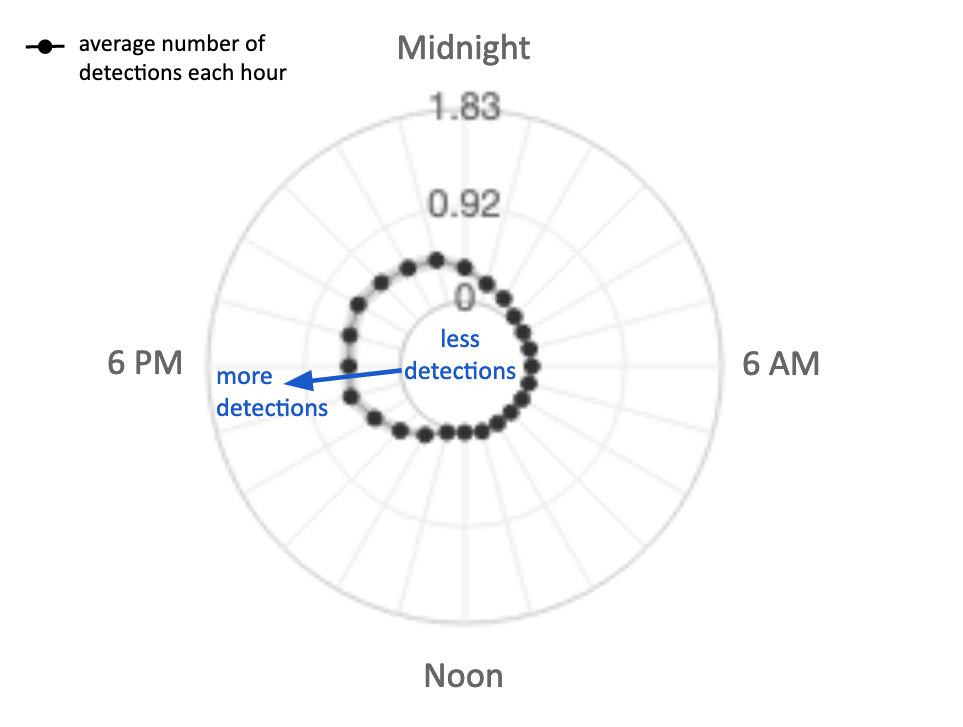 average number of
detections each hour
Midnight
1.83
0.92
0
less
detections
6 PM
6 AM
more
detections
Noon